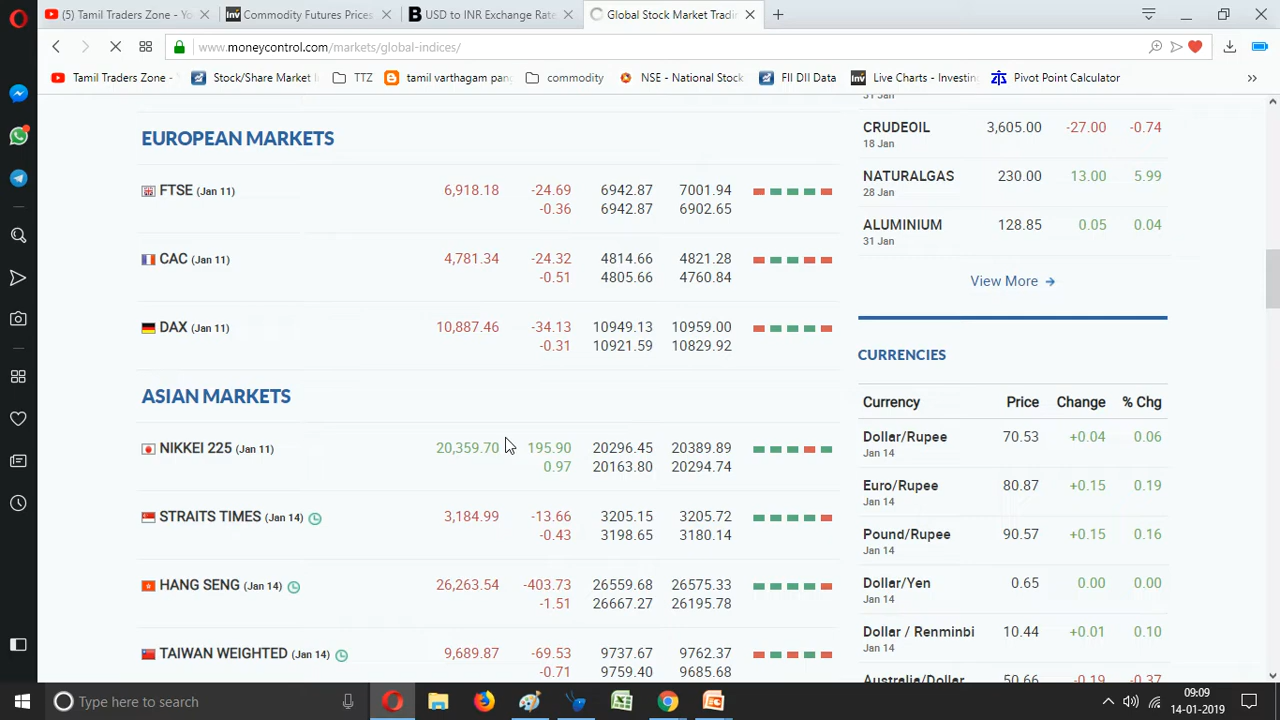 (5) Tamil Traders Zone - Yo
Commodity Futures Prices
USD to INR Exchange Rate
Global Stock Market Tradi
www.moneycontrol.com/markets/global-indices/
Tamil Traders Zone -
Stock/Share Market
TTZ
tamil varthagam pan
commodity
NSE - National Stock
FII DII Data
Live Charts - Investin
Pivot Point Calculator
EUROPEAN MARKETS
FTSE (Jan 11) 6,918.18 -24.69 6942.87 7001.94
-0.36 6942.87 6902.65
CAC (Jan 11) 4,781.34 -24.32 4814.66 4821.28
-0.51 4805.66 4760.84
DAX (Jan 11) 10,887.46 -34.13 10949.13 10959.00
-0.31 10921.59 10829.92
ASIAN MARKETS
NIKKEI 225 (Jan 11) 20,359.70 195.90 20296.45 20389.89
0.97 20163.80 20294.74
STRAITS TIMES (Jan 14) 3,184.99 -13.66 3205.15 3205.72
-0.43 3198.65 3180.14
HANG SENG (Jan 14) 26,263.54 -403.73 26559.68 26575.33
-1.51 26667.27 26195.78
TAIWAN WEIGHTED (Jan 14) 9,689.87 -69.53 9737.67 9762.37
-0.71 9759.40 9685.68
31 Jan
CRUDEOIL 3,605.00 -27.00 -0.74
18 Jan
NATURALGAS 230.00 13.00 5.99
28 Jan
ALUMINIUM 128.85 0.05 0.04
31 Jan
View More
CURRENCIES
Currency Price Change % Chg
Dollar/Rupee 70.53 +0.04 0.06
Jan 14
Euro/Rupee 80.87 +0.15 0.19
Jan 14
Pound/Rupee 90.57 +0.15 0.16
Jan 14
Dollar/Yen 0.65 0.00 0.00
Jan 14
Dollar / Renminbi 10.44 +0.01 0.10
Jan 14
Australia/Dollar 50.66 -0.19 -0.37
Type here to search
09:09
14-01-2019